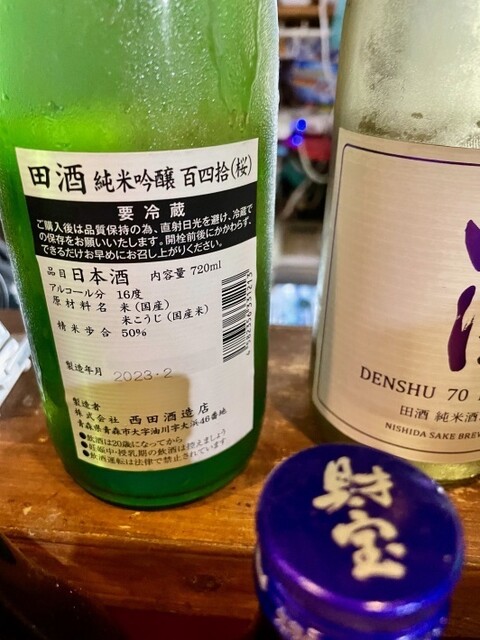 田酒 純米吟醸 百四拾(桜)
要冷蔵
ご購入後は品質保持の為、直射日光を避け、冷蔵で
の保存をお願いいたします。開栓前後にかかわらず、
できるだけお早めにお召し上がりください。
品目 日本酒 内容量 720ml
アルコール分 16度
原材料名 米(国産)
米こうじ(国産米)
精米歩合 50%
製造年月 2023・2
製造者
株式会社 西田酒造店
青森県青森市大字油川字大浜46番地
●飲酒は20歳になってから
●妊娠中・授乳期の飲酒は控えましょう
●飲酒運転は法律で禁止されています
DENSHU 70
田酒 純米酒
NISHIDA SAKE BREW
財宝